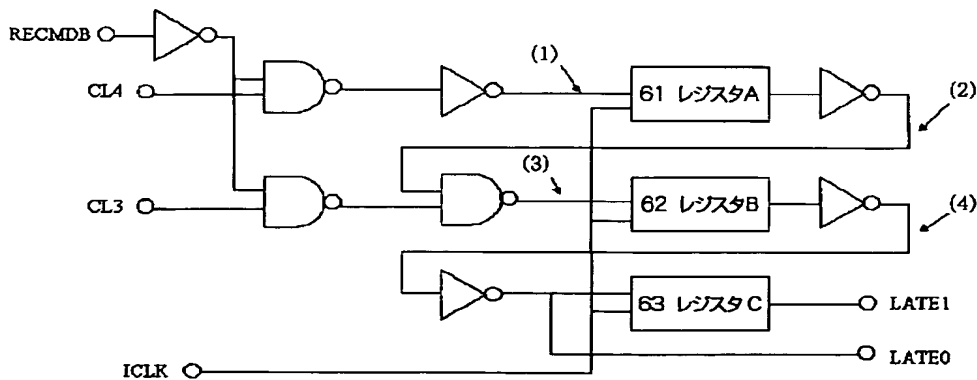 RECMDB
(1)
CL4
61 レジスタA
(2)
(3)
CL3
62 レジスタB
(4)
63 レジスタC
LATE1
LATE0
ICLK